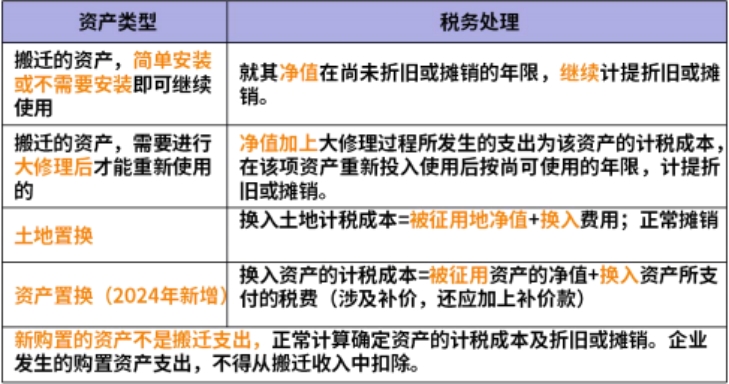 资产类型
税务处理
搬迁的资产，简单安装
或不需要安装即可继续
使用
就其净值在尚未折旧或摊销的年限，继续计提折旧或摊
销。
搬迁的资产，需要进行
大修理后才能重新使用
的
净值加上大修理过程所发生的支出为该资产的计税成本，
在该项资产重新投入使用后按尚可使用的年限，计提折
旧或摊销。
土地置换
换入土地计税成本=被征用地净值+换入费用；正常摊销
资产置换（2024年新增）
换入资产的计税成本=被征用资产的净值+换入资产所支
付的税费（涉及补价，还应加上补价款）
新购置的资产不是搬迁支出，正常计算确定资产的计税成本及折旧或摊销。企业
发生的购置资产支出，不得从搬迁收入中扣除。